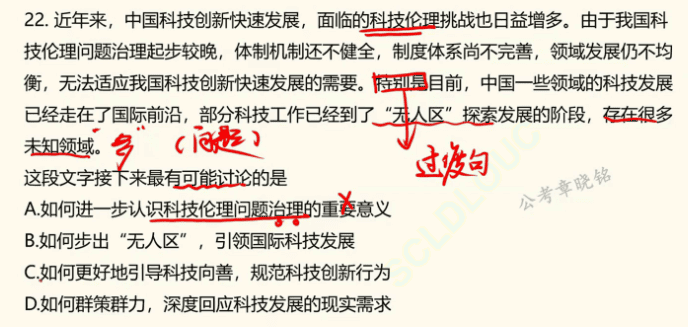 22. 近年来，中国科技创新快速发展，面临的科技伦理挑战也日益增多。由于我国科
技伦理问题治理起步较晚，体制机制还不健全，制度体系尚不完善，领域发展仍不均
衡，无法适应我国科技创新快速发展的需要。特别是目前，中国一些领域的科技发展
已经走在了国际前沿，部分科技工作已经到了“无人区”探索发展的阶段，存在很多
未知领域。
（问题）
过度句
这段文字接下来最有可能讨论的是
公考章晓铭
A.如何进一步认识科技伦理问题治理的重要意义
B.如何步出“无人区”，引领国际科技发展
C.如何更好地引导科技向善，规范科技创新行为
D.如何群策群力，深度回应科技发展的现实需求